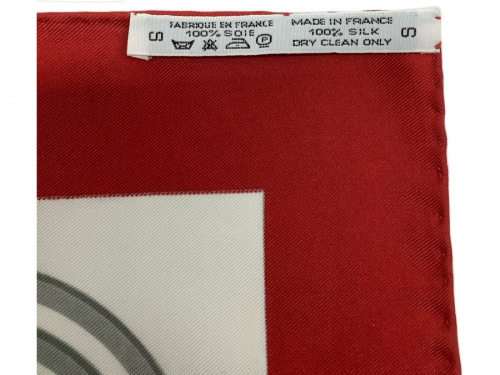 S
FABRIQUE EN FRANCE
100% SOIE
MADE IN FRANCE
100% SILK
DRY CLEAN ONLY
S